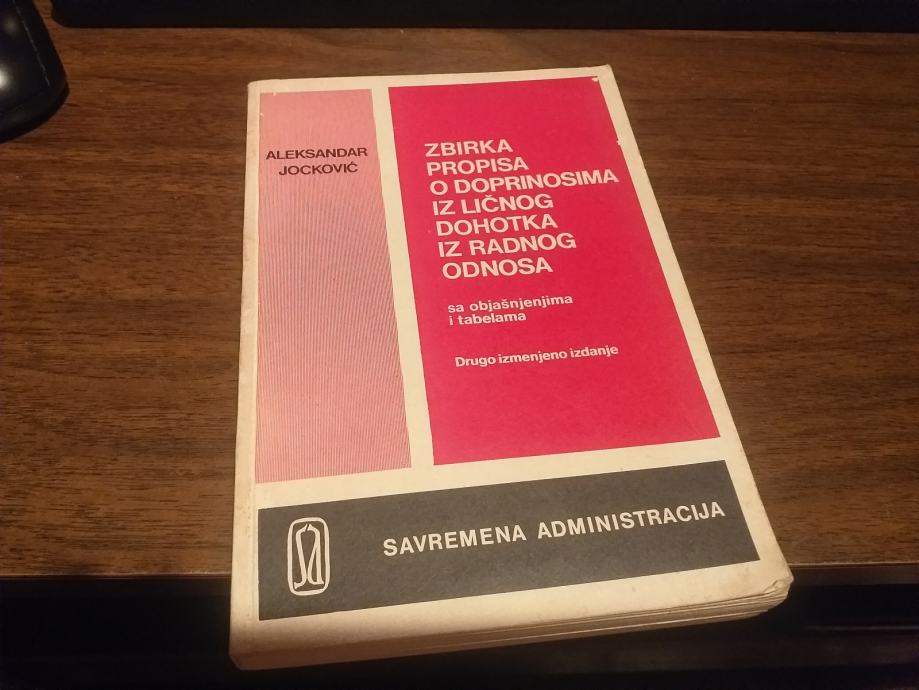 ALEKSANDAR
JOCKOVIĆ
ZBIRKA
PROPISA
O DOPRINOSIMA
IZ LIČNOG
DOHOTKA
IZ RADNOG
ODNOSA
sa objašnjenjima
i tabelama
Drugo izmenjeno izdanje
SAVREMENA ADMINISTRACIJA